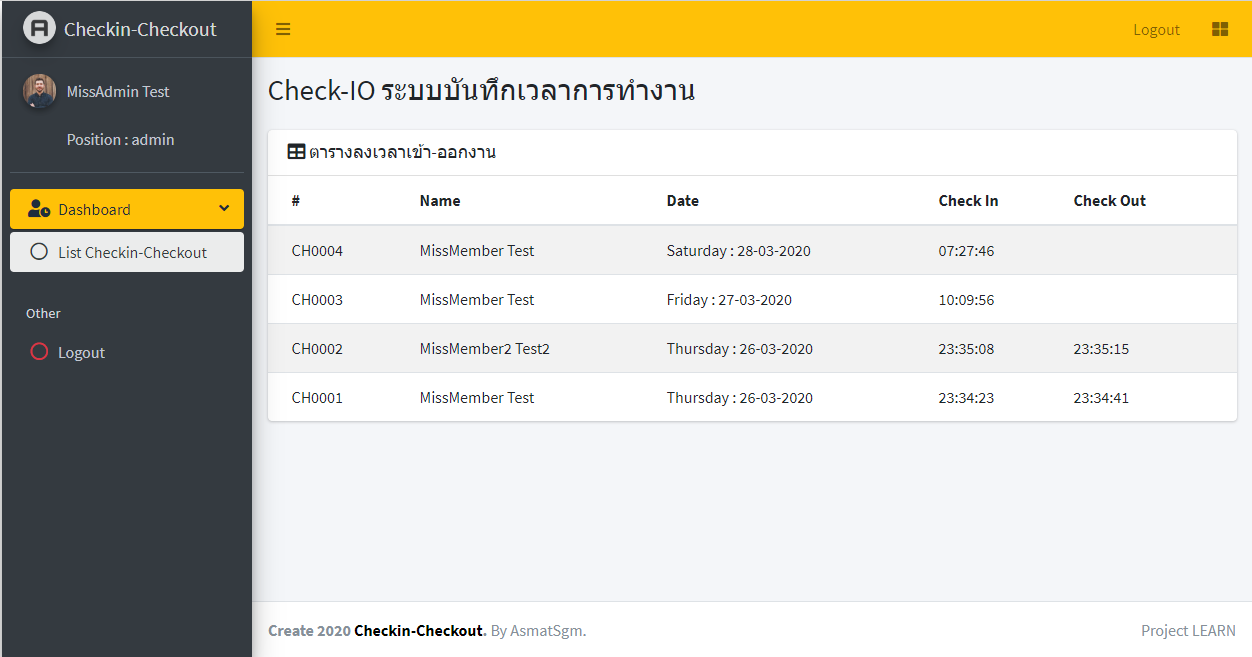 Checkin-Checkout
Logout
MissAdmin Test
Position : admin
Dashboard
List Checkin-Checkout
Other
Logout
Check-IO ระบบบันทึกเวลาการทำงาน
ตารางลงเวลาเข้า-ออกงาน
# Name Date Check In Check Out
CH0004 MissMember Test Saturday : 28-03-2020 07:27:46
CH0003 MissMember Test Friday : 27-03-2020 10:09:56
CH0002 MissMember2 Test2 Thursday : 26-03-2020 23:35:08 23:35:15
CH0001 MissMember Test Thursday : 26-03-2020 23:34:23 23:34:41
Create 2020 Checkin-Checkout. By AsmatSgm. Project LEARN